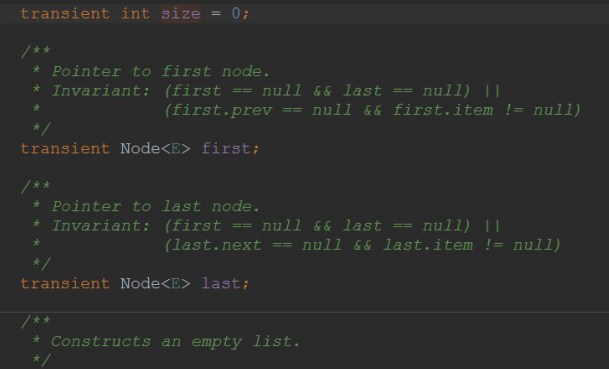 transient int size = 0;
/**
* Pointer to first node.
* Invariant: (first == null && last == null) ||
* (first.prev == null && first.item != null)
*/
transient Node<E> first;
/**
* Pointer to last node.
* Invariant: (first == null && last == null) ||
* (last.next == null && last.item != null)
*/
transient Node<E> last;
/**
* Constructs an empty list.
*/